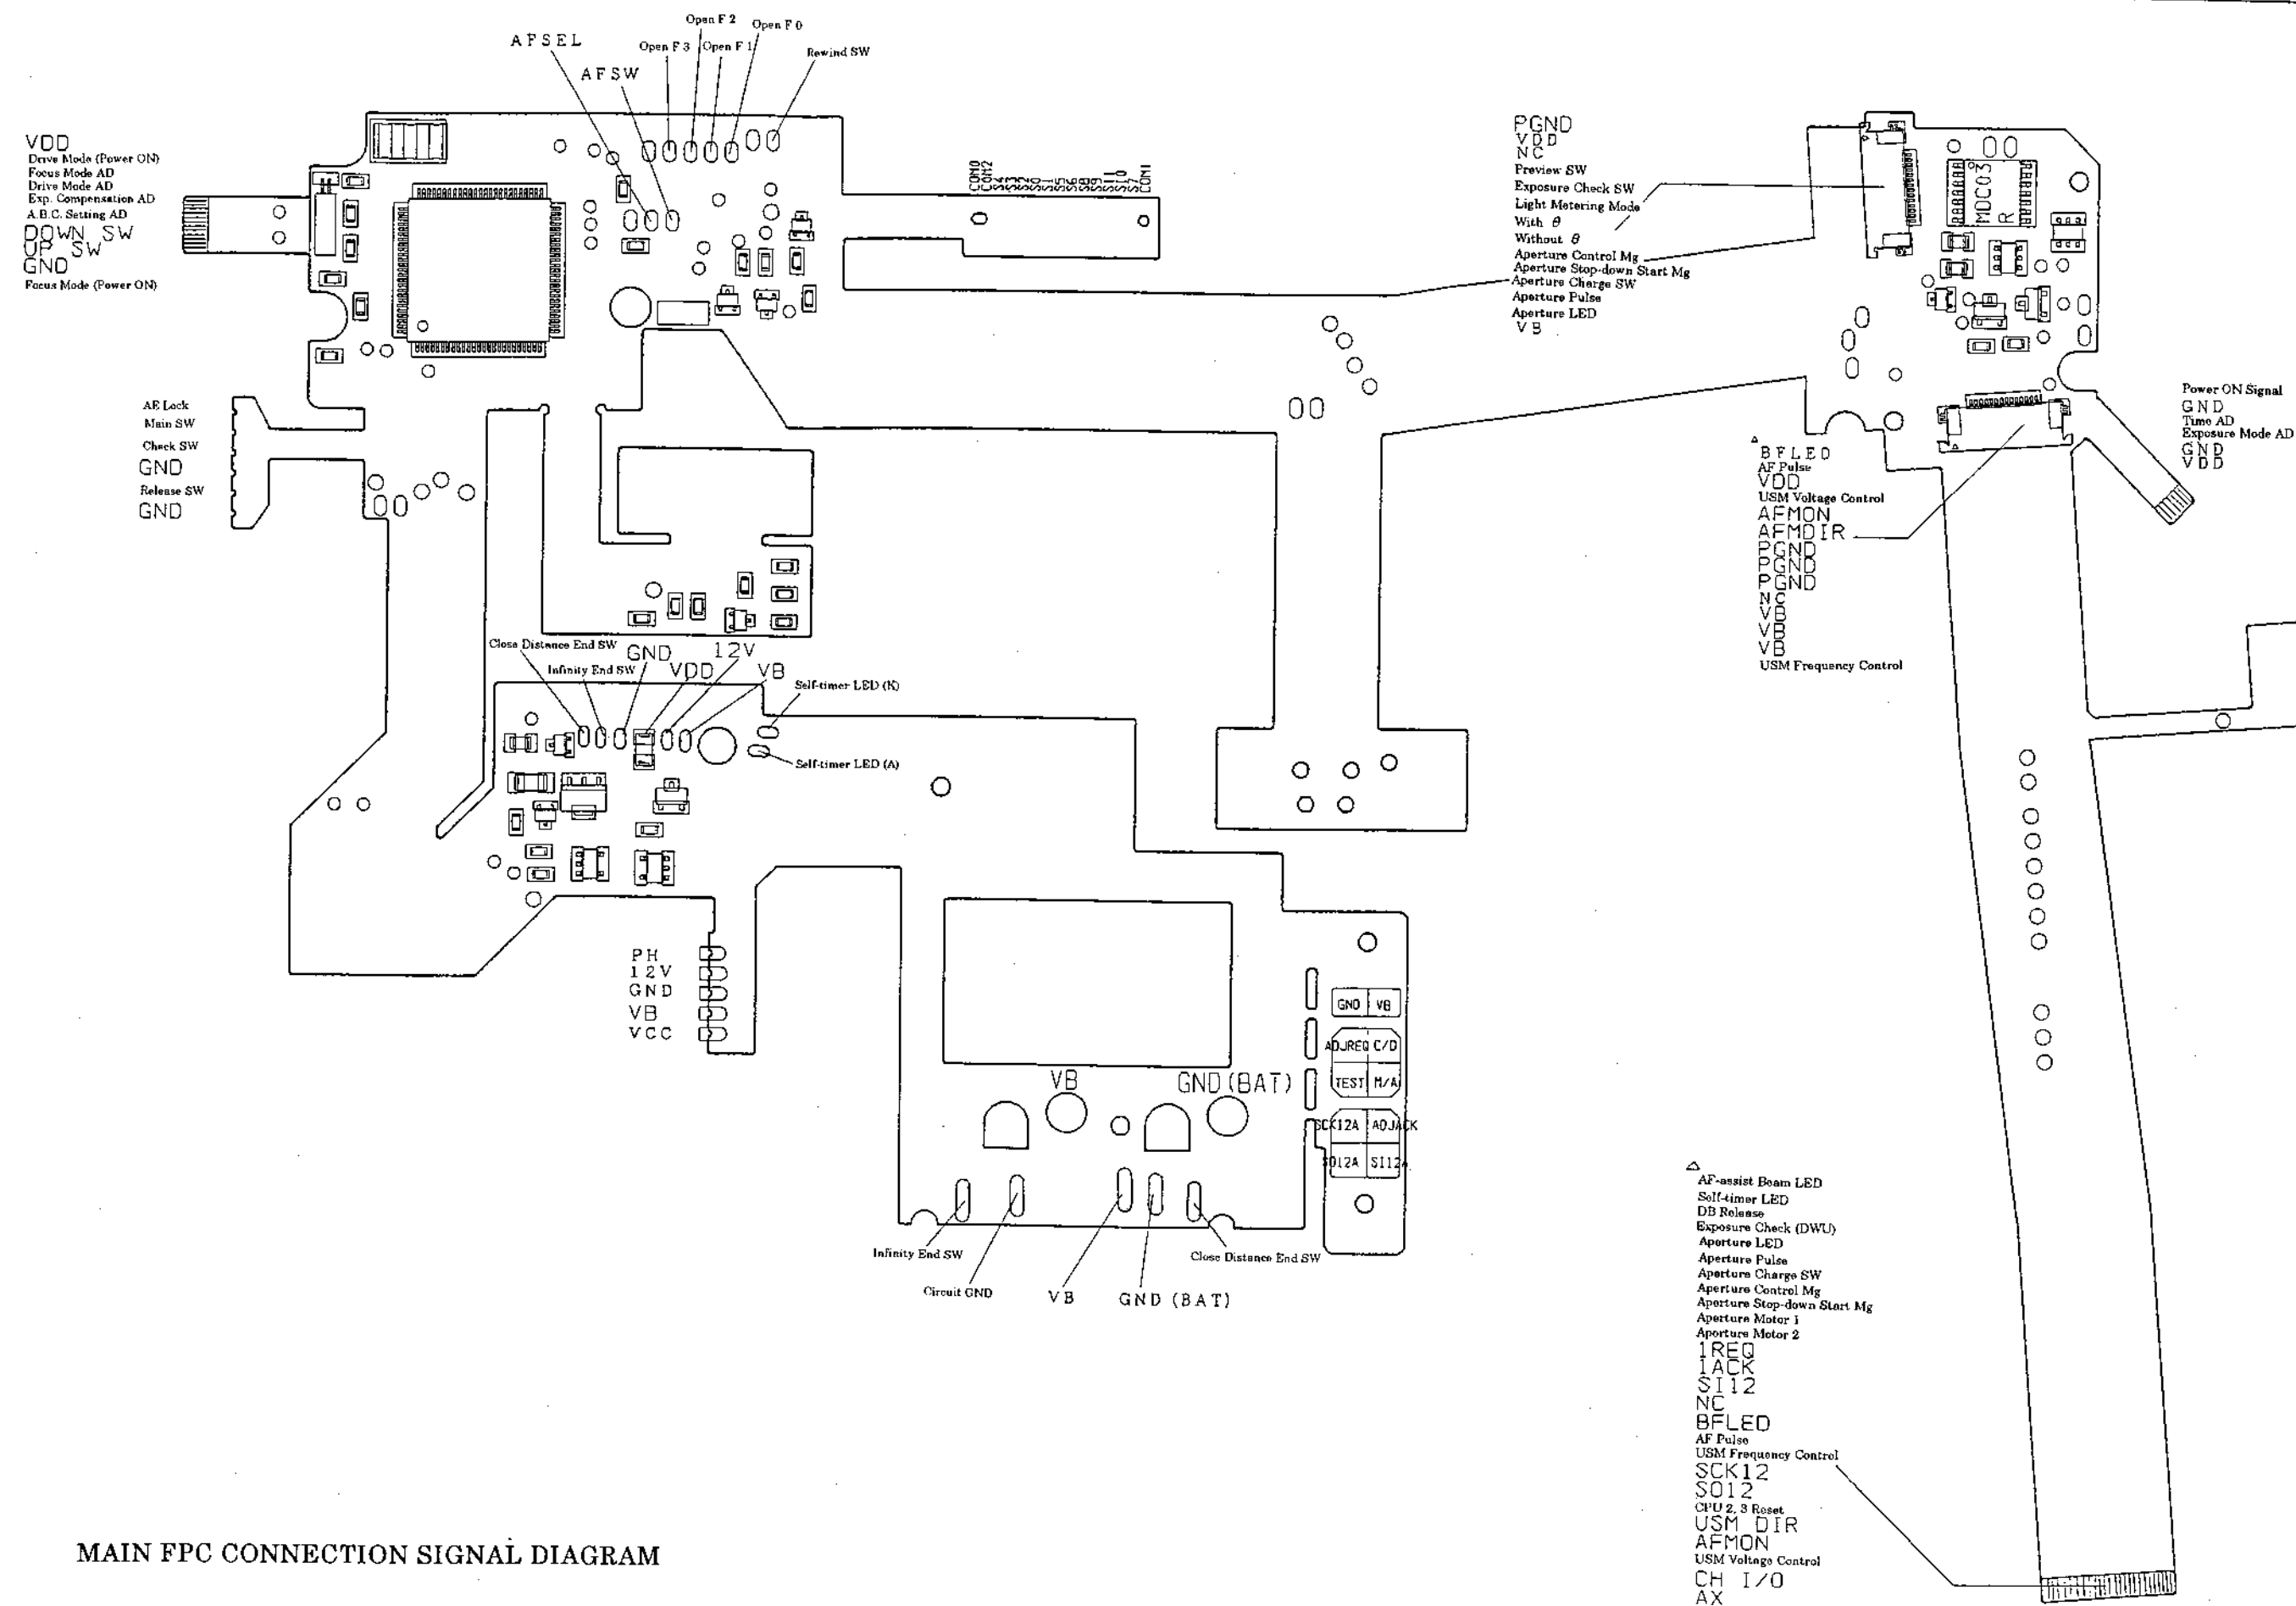 Open F 2
Open F 0
AFSEL
Open F 3
Open F 1
Rewind SW
AFSW
VDD
Drive Mode (Power ON)
Focus Mode AD
Drive Mode AD
Exp. Compensation AD
A.B.C. Setting AD
DOWN SW
UP SW
GND
Focus Mode (Power ON)
COM0
COM2
COM1
PGND
VDD
NC
Preview SW
Exposure Check SW
Light Metering Mode
With θ
Without θ
Aperture Control Mg
Aperture Stop-down Start Mg
Aperture Charge SW
Aperture Pulse
Aperture LED
VB
MDC03
R
AE Lock
Main SW
Check SW
GND
Release SW
GND
Power ON Signal
GND
Time AD
Exposure Mode AD
GND
VDD
BFLED
AF Pulse
VDD
USM Voltage Control
AFMON
AFMDIR
PGND
PGND
PGND
NC
VB
VB
VB
USM Frequency Control
Close Distance End SW
GND
12V
Infinity End SW
VDD
VB
Self-timer LED (K)
Self-timer LED (A)
PH
12V
GND
VB
VCC
GND VB
ADJREQ C/D
TEST M/A
SCK12A ADJACK
SO12A SI12A
VB
GND (BAT)
Infinity End SW
Circuit GND
VB
GND (BAT)
Close Distance End SW
AF-assist Beam LED
Self-timer LED
DB Release
Exposure Check (DWU)
Aperture LED
Aperture Pulse
Aperture Charge SW
Aperture Control Mg
Aperture Stop-down Start Mg
Aperture Motor 1
Aperture Motor 2
1REQ
1ACK
SI12
NC
BFLED
AF Pulse
USM Frequency Control
SCK12
SO12
CPU 2, 3 Reset
USM DIR
AFMON
USM Voltage Control
CH I/O
AX
MAIN FPC CONNECTION SIGNAL DIAGRAM